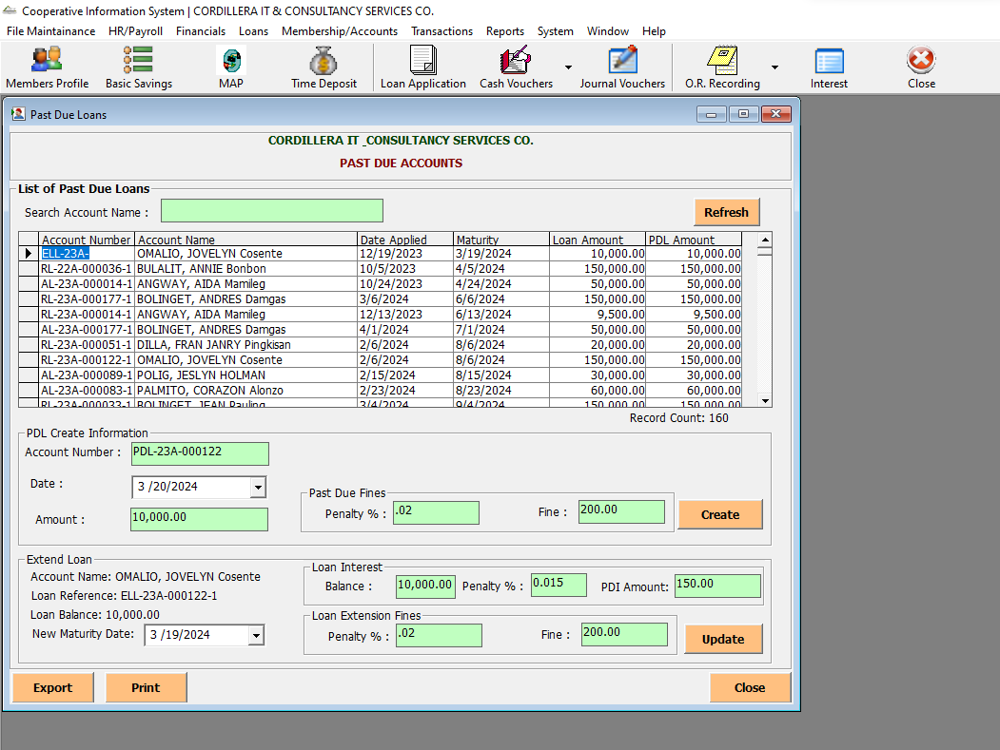 Cooperative Information System | CORDILLERA IT & CONSULTANCY SERVICES CO.
File Maintainance HR/Payroll Financials Loans Membership/Accounts Transactions Reports System Window Help
Members Profile Basic Savings MAP Time Deposit Loan Application Cash Vouchers Journal Vouchers O.R. Recording Interest Close
Past Due Loans
CORDILLERA IT _CONSULTANCY SERVICES CO.
PAST DUE ACCOUNTS
List of Past Due Loans
Search Account Name :
Refresh
Account Number Account Name Date Applied Maturity Loan Amount PDL Amount
ELL-23A- OMALIO, JOVELYN Cosente 12/19/2023 3/19/2024 10,000.00 10,000.00
RL-22A-000036-1 BULALIT, ANNIE Bonbon 10/5/2023 4/5/2024 150,000.00 150,000.00
AL-23A-000014-1 ANGWAY, AIDA Mamileg 10/24/2023 4/24/2024 50,000.00 50,000.00
RL-23A-000177-1 BOLINGET, ANDRES Damgas 3/6/2024 6/6/2024 150,000.00 150,000.00
RL-23A-000014-1 ANGWAY, AIDA Mamileg 12/13/2023 6/13/2024 9,500.00 9,500.00
AL-23A-000177-1 BOLINGET, ANDRES Damgas 4/1/2024 7/1/2024 50,000.00 50,000.00
RL-23A-000051-1 DILLA, FRAN JANRY Pingkisan 2/6/2024 8/6/2024 20,000.00 20,000.00
RL-23A-000122-1 OMALIO, JOVELYN Cosente 2/6/2024 8/6/2024 150,000.00 150,000.00
AL-23A-000089-1 POLIG, JESLYN HOLMAN 2/15/2024 8/15/2024 30,000.00 30,000.00
AL-23A-000083-1 PALMITO, CORAZON Alonzo 2/23/2024 8/23/2024 60,000.00 60,000.00
RL-23A-000033-1 BOLINGET, JEAN Pauling 3/4/2024 9/4/2024 150,000.00 150,000.00
Record Count: 160
PDL Create Information
Account Number : PDL-23A-000122
Date : 3 /20/2024
Amount : 10,000.00
Past Due Fines
Penalty % : .02 Fine : 200.00
Create
Extend Loan
Account Name: OMALIO, JOVELYN Cosente
Loan Reference: ELL-23A-000122-1
Loan Balance: 10,000.00
New Maturity Date: 3 /19/2024
Loan Interest
Balance : 10,000.00 Penalty % : 0.015 PDI Amount: 150.00
Loan Extension Fines
Penalty % : .02 Fine : 200.00
Update
Export Print Close